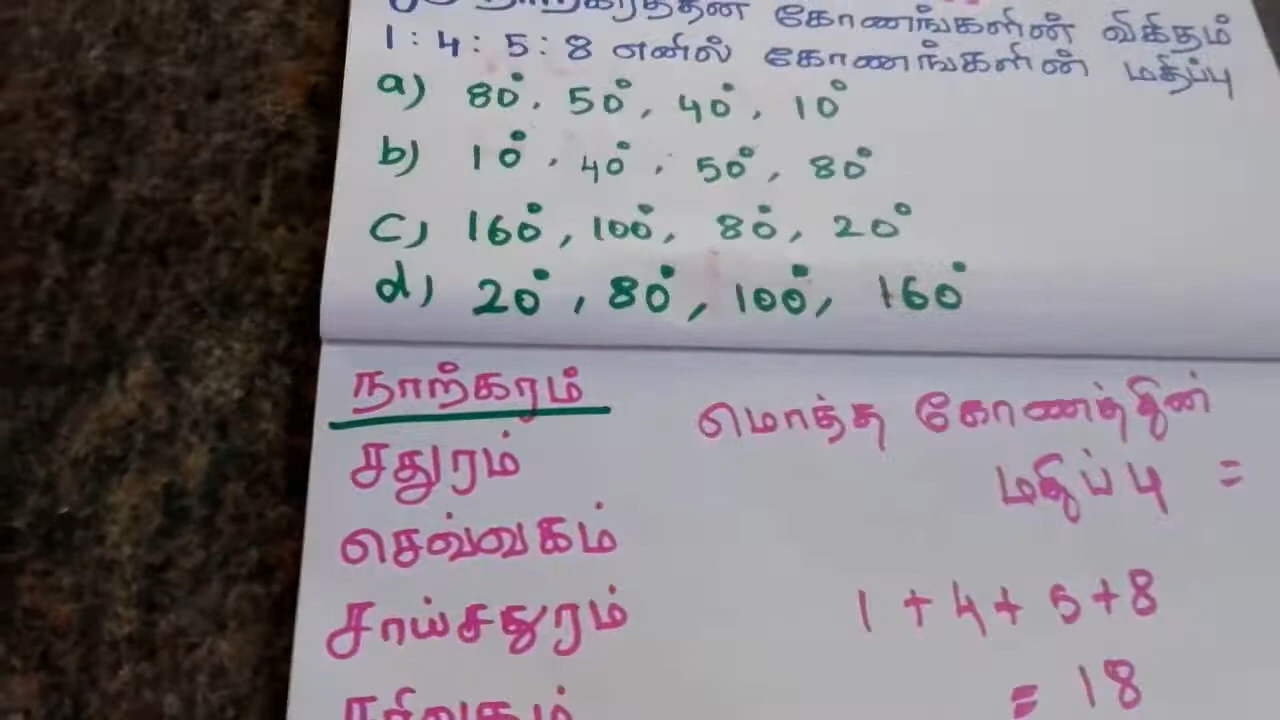 நாற்கரத்தின் கோணங்களின் விகிதம்
1 : 4 : 5 : 8 எனில் கோணங்களின் மதிப்பு
a) 80°, 50°, 40°, 10°
b) 10°, 40°, 50°, 80°
c) 160°, 100°, 80°, 20°
d) 20°, 80°, 100°, 160°
நாற்கரம்
சதுரம்
செவ்வகம்
சாய்சதுரம்
மொத்த கோணத்தின்
மதிப்பு =
1 + 4 + 5 + 8
= 18